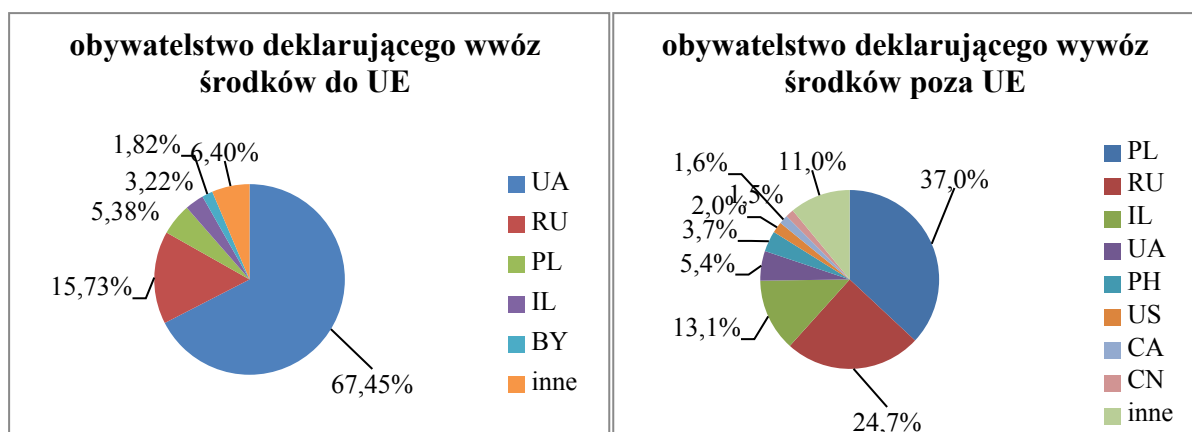 obywatelstwo deklarującego wwóz
środków do UE
1,82%
6,40%
3,22%
5,38%
15,73%
67,45%
UA
RU
PL
IL
BY
inne
obywatelstwo deklarującego wywóz
środków poza UE
1,6%
11,0%
1,5%
2,0%
3,7%
5,4%
13,1%
37,0%
24,7%
PL
RU
IL
UA
PH
US
CA
CN
inne